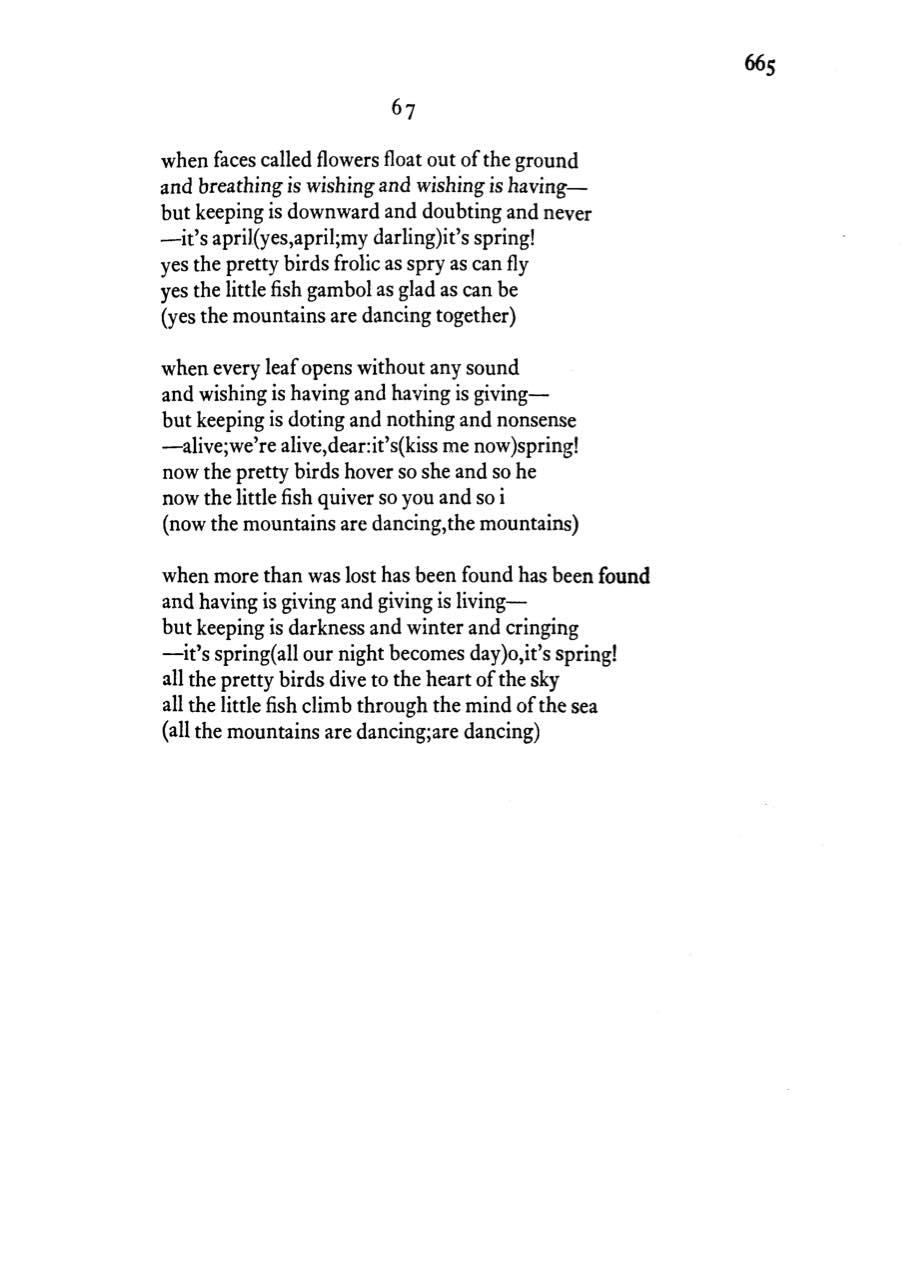 665
67
when faces called flowers float out of the ground
and breathing is wishing and wishing is having—
but keeping is downward and doubting and never
—it's april(yes,april;my darling)it's spring!
yes the pretty birds frolic as spry as can fly
yes the little fish gambol as glad as can be
(yes the mountains are dancing together)

when every leaf opens without any sound
and wishing is having and having is giving—
but keeping is doting and nothing and nonsense
—alive;we're alive,dear:it's(kiss me now)spring!
now the pretty birds hover so she and so he
now the little fish quiver so you and so i
(now the mountains are dancing,the mountains)

when more than was lost has been found has been found
and having is giving and giving is living—
but keeping is darkness and winter and cringing
—it's spring(all our night becomes day)o,it's spring!
all the pretty birds dive to the heart of the sky
all the little fish climb through the mind of the sea
(all the mountains are dancing;are dancing)